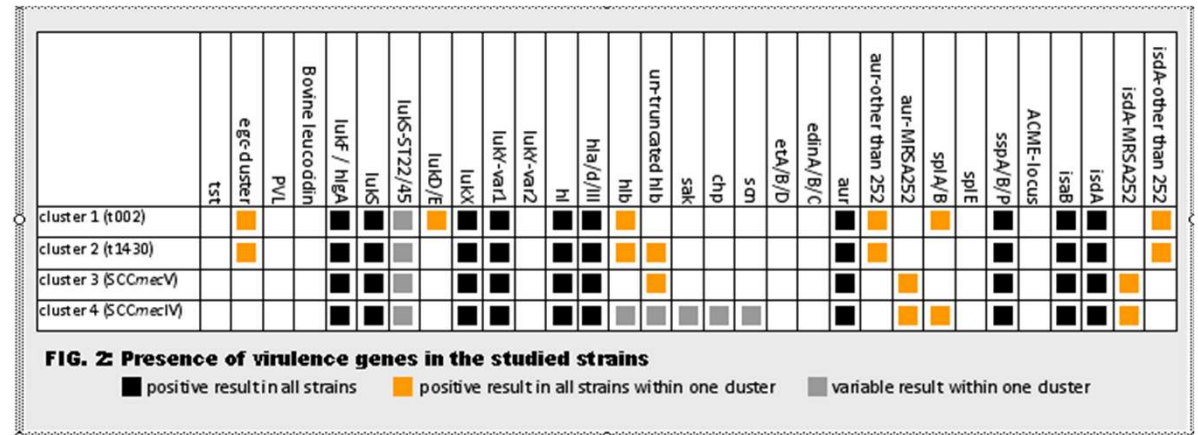 tst
egc-cluster
PVL
Bovine leucocidin
lukF / hlgA
lukS
lukS-ST22/45
lukD/E
lukX
lukY-var1
lukY-var2
hl
hla/d/III
hlb
un-truncated hlb
sak
chp
scn
etA/B/D
edinA/B/C
aur
aur-other than 252
aur-MRSA252
splA/B
splE
sspA/B/P
ACME-locus
isaB
isdA
isdA-MRSA252
isdA-other than 252
cluster 1 (t002)
cluster 2 (t1430)
cluster 3 (SCCmecV)
cluster 4 (SCCmecIV)
FIG. 2: Presence of virulence genes in the studied strains
positive result in all strains positive result in all strains within one cluster variable result within one cluster